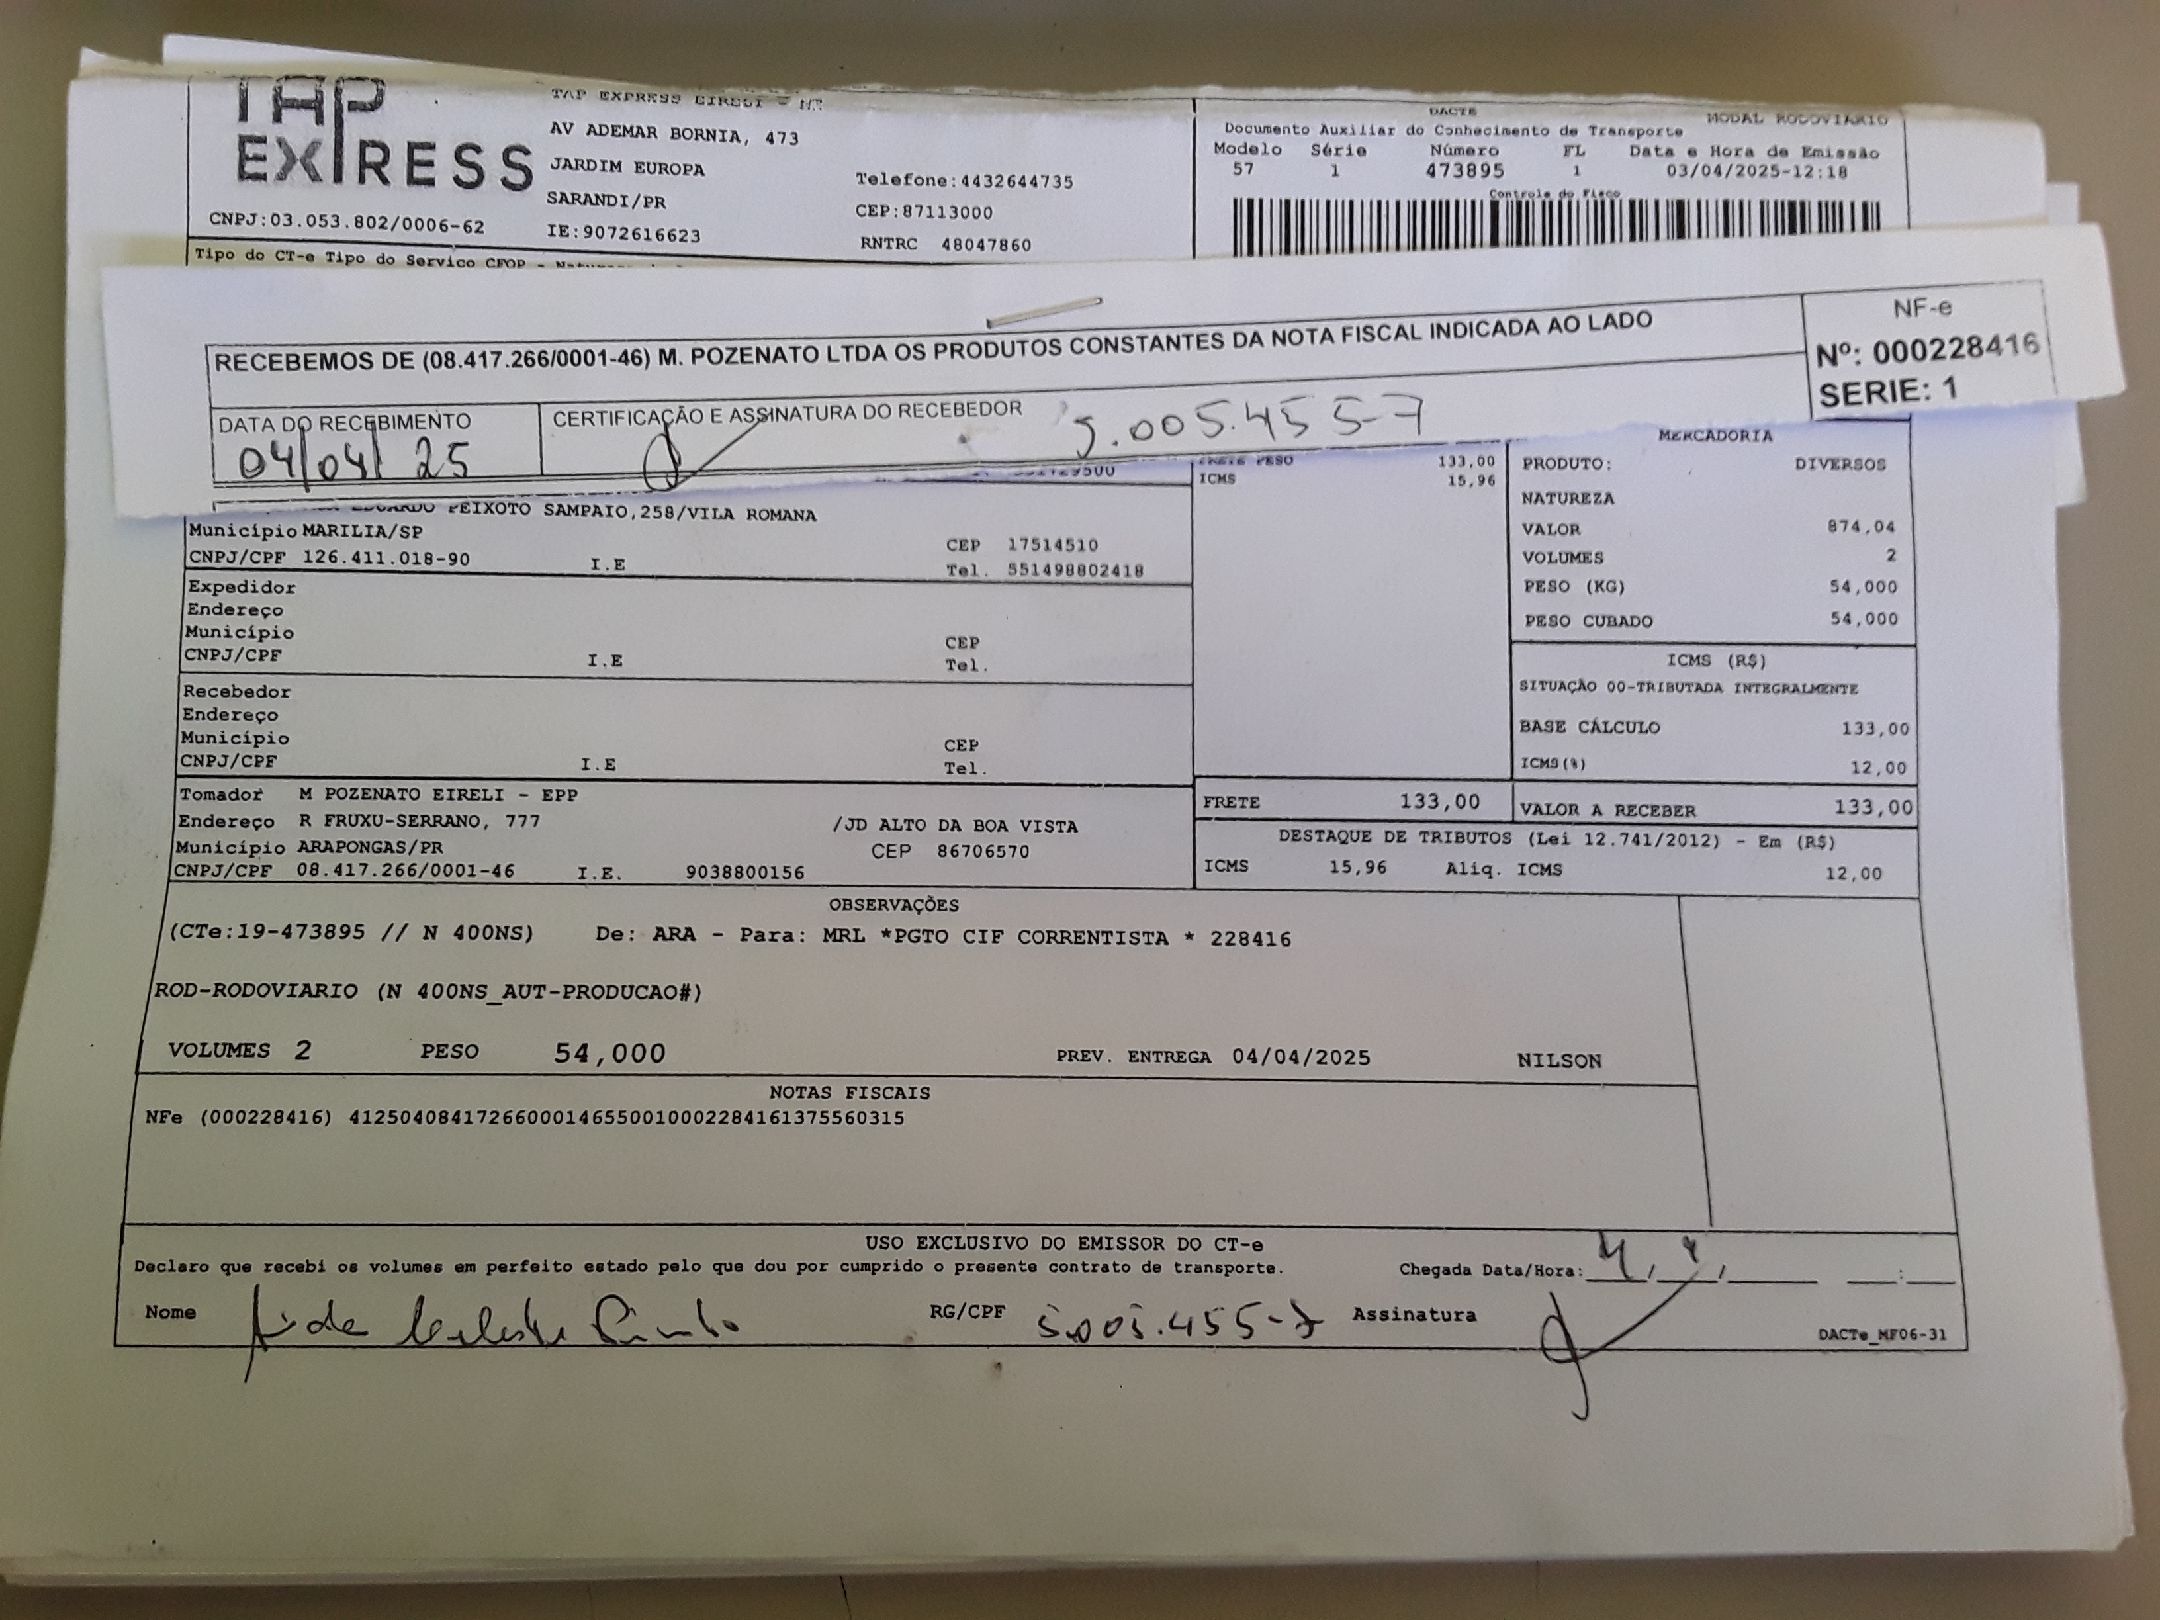 TAP EXPRESS
TAP EXPRESS EIRELI - ME
AV ADEMAR BORNIA, 473
JARDIM EUROPA
SARANDI/PR
IE:9072616623
Telefone:4432644735
CEP:87113000
RNTRC 48047860
CNPJ:03.053.802/0006-62
DACTE
MODAL RODOVIARIO
Documento Auxiliar do Conhecimento de Transporte
Modelo Série Número FL Data e Hora de Emissão
57 1 473895 1 03/04/2025-12:18
Controle do Fisco
Tipo do CT-e Tipo do Servico CFOP -
RECEBEMOS DE (08.417.266/0001-46) M. POZENATO LTDA OS PRODUTOS CONSTANTES DA NOTA FISCAL INDICADA AO LADO
NF-e
Nº: 000228416
SERIE: 1
DATA DO RECEBIMENTO
04/04/25
CERTIFICAÇÃO E ASSINATURA DO RECEBEDOR
5.005.455-7
FRETE PESO 133,00
ICMS 15,96
MERCADORIA
PRODUTO: DIVERSOS
NATUREZA
VALOR 874,04
VOLUMES 2
PESO (KG) 54,000
PESO CUBADO 54,000
EDUARDO PEIXOTO SAMPAIO,258/VILA ROMANA
Município MARILIA/SP
CEP 17514510
CNPJ/CPF 126.411.018-90 I.E
Tel. 551498802418
Expedidor
Endereço
Município
CEP
CNPJ/CPF I.E
Tel.
Recebedor
Endereço
Município
CEP
CNPJ/CPF I.E
Tel.
ICMS (R$)
SITUAÇÃO 00-TRIBUTADA INTEGRALMENTE
BASE CÁLCULO 133,00
ICMS(%) 12,00
Tomador M POZENATO EIRELI - EPP
Endereço R FRUXU-SERRANO, 777 /JD ALTO DA BOA VISTA
Município ARAPONGAS/PR CEP 86706570
CNPJ/CPF 08.417.266/0001-46 I.E. 9038800156
FRETE 133,00
VALOR A RECEBER 133,00
DESTAQUE DE TRIBUTOS (Lei 12.741/2012) - Em (R$)
ICMS 15,96 Aliq. ICMS 12,00
OBSERVAÇÕES
(CTe:19-473895 // N 400NS) De: ARA - Para: MRL *PGTO CIF CORRENTISTA * 228416
ROD-RODOVIARIO (N 400NS_AUT-PRODUCAO#)
VOLUMES 2 PESO 54,000 PREV. ENTREGA 04/04/2025 NILSON
NOTAS FISCAIS
NFe (000228416) 41250408417266000146550010002284161375560315
USO EXCLUSIVO DO EMISSOR DO CT-e
Declaro que recebi os volumes em perfeito estado pelo que dou por cumprido o presente contrato de transporte.
Chegada Data/Hora: 4 / 4 / :
Nome
RG/CPF 5.005.455-7
Assinatura
DACTe_MF06-31